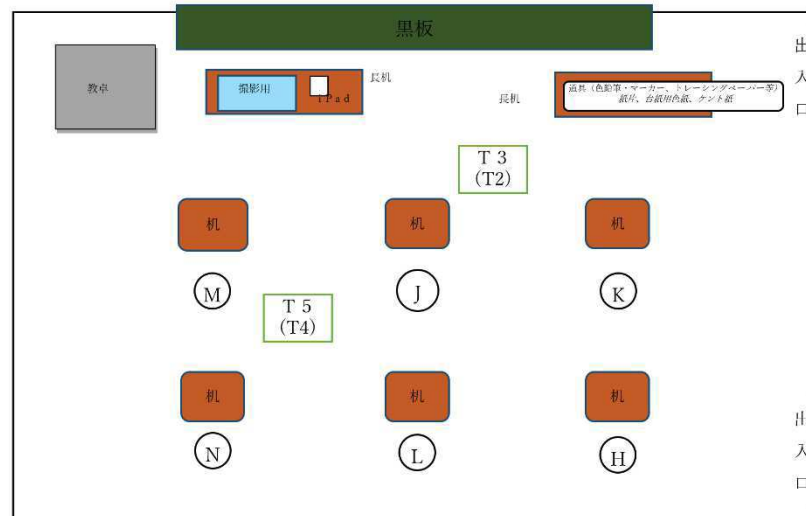 黒板
出入口
教卓
撮影用
iPad
長机
長机
道具（色鉛筆・マーカー、トレーシングペーパー等）
紙片、台紙用色紙、ケント紙
T 3
(T2)
机
机
机
M
J
K
T 5
(T4)
机
机
机
N
L
H
出入口